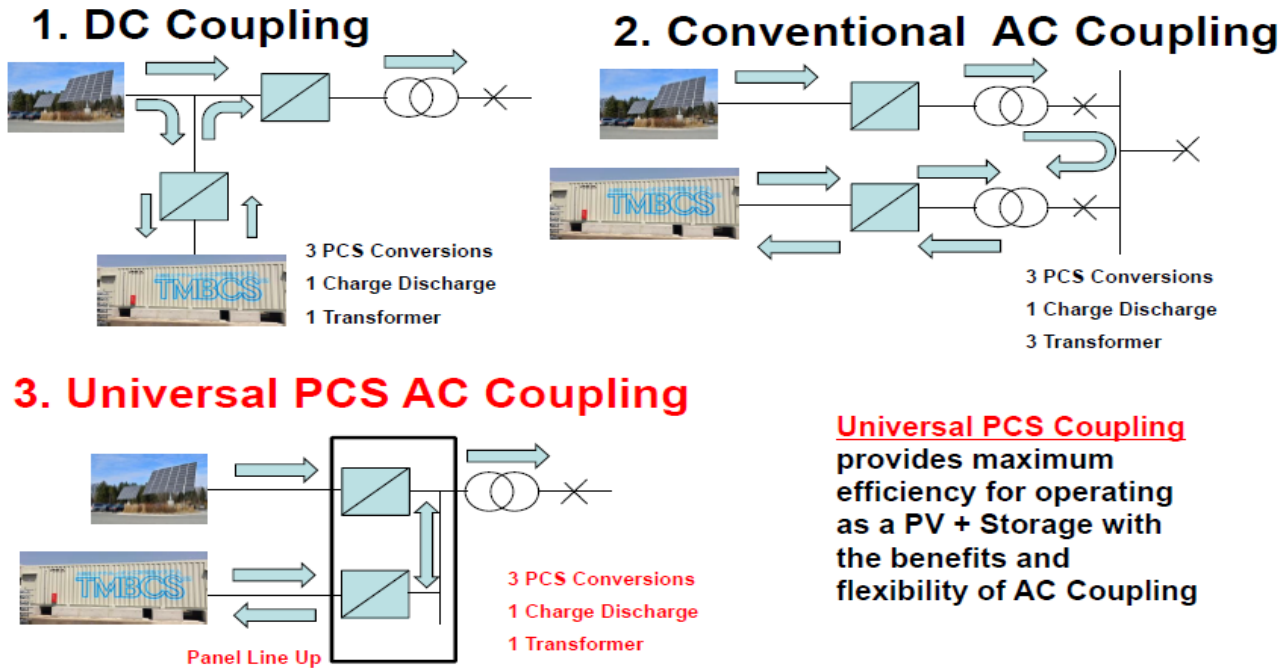 1. DC Coupling
TMBCS
3 PCS Conversions
1 Charge Discharge
1 Transformer
2. Conventional AC Coupling
TMBCS
3 PCS Conversions
1 Charge Discharge
3 Transformer
3. Universal PCS AC Coupling
TMBCS
Panel Line Up
3 PCS Conversions
1 Charge Discharge
1 Transformer
Universal PCS Coupling
provides maximum
efficiency for operating
as a PV + Storage with
the benefits and
flexibility of AC Coupling